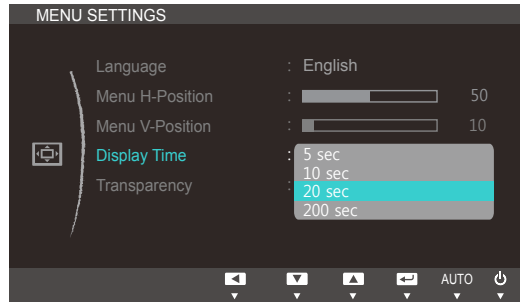 MENU SETTINGS
Language : English
Menu H-Position : 50
Menu V-Position : 10
Display Time : 5 sec
10 sec
20 sec
Transparency : 200 sec
AUTO